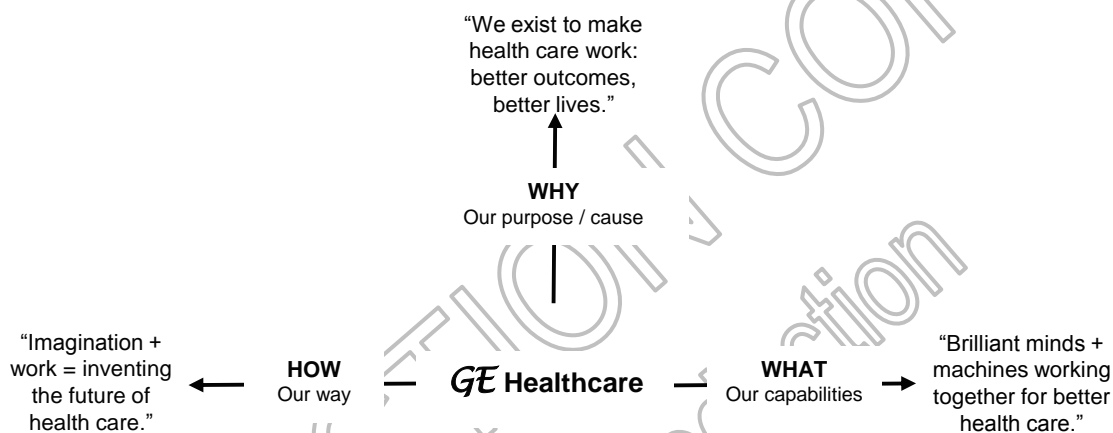 “We exist to make
health care work:
better outcomes,
better lives.”
WHY
Our purpose / cause
“Imagination +
work = inventing
the future of
health care.”
HOW
Our way
GE Healthcare
WHAT
Our capabilities
“Brilliant minds +
machines working
together for better
health care.”